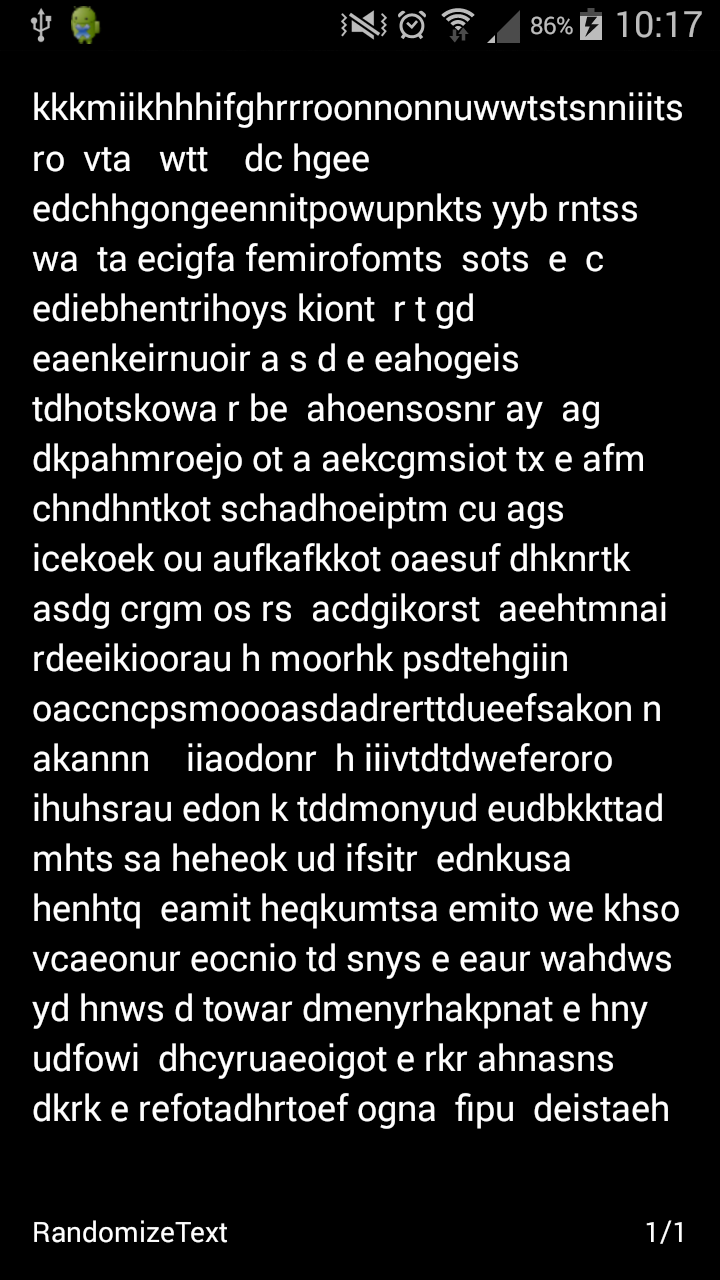 86% 10:17
kkkmiikhhhifghrrroonnonnuwwtstsnniiits
ro  vta   wtt    dc hgee
edchhgongeennitpowupnkts yyb rntss
wa  ta ecigfa femirofomts  sots  e  c
ediebhentrihoys kiont  r t gd
eaenkeirnuoir a s d e eahogeis
tdhotskowa r be  ahoensosnr ay  ag
dkpahmroejo ot a aekcgmsiot tx e afm
chndhntkot schadhoeiptm cu ags
icekoek ou aufkafkkot oaesuf dhknrtk
asdg crgm os rs  acdgikorst  aeehtmnai
rdeeikioorau h moorhk psdtehgiin
oaccncpsmoooasdadrerttdueefsakon n
akannn    iiaodonr  h iiivtdtdweferoro
ihuhsrau edon k tddmonyud eudbkkttad
mhts sa heheok ud ifsitr  ednkusa
henhtq  eamit heqkumtsa emito we khso
vcaeonur eocnio td snys e eaur wahdws
yd hnws d towar dmenyrhakpnat e hny
udfowi  dhcyruaeoigot e rkr ahnasns
dkrk e refotadhrtoef ogna  fipu  deistaeh
RandomizeText 1/1